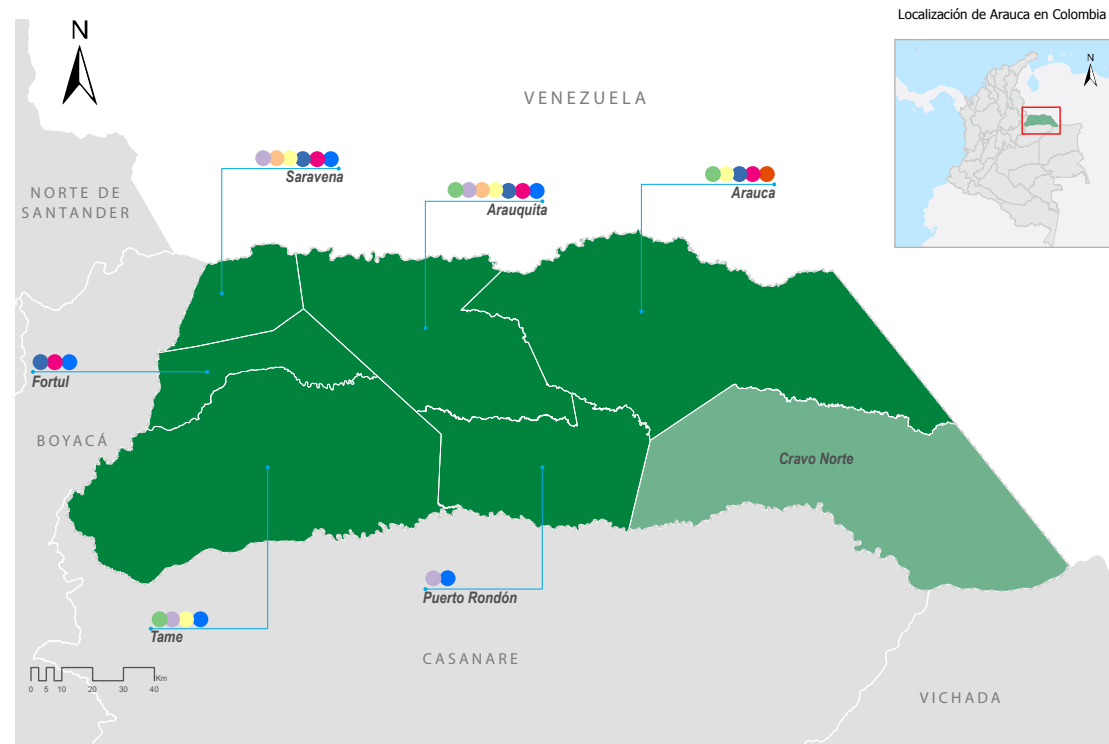 Localización de Arauca en Colombia
N
N
VENEZUELA
NORTE DE
SANTANDER
Saravena
Arauquita
Arauca
Fortul
BOYACÁ
Cravo Norte
Puerto Rondón
Tame
CASANARE
VICHADA
Km
0 5 10 20 30 40